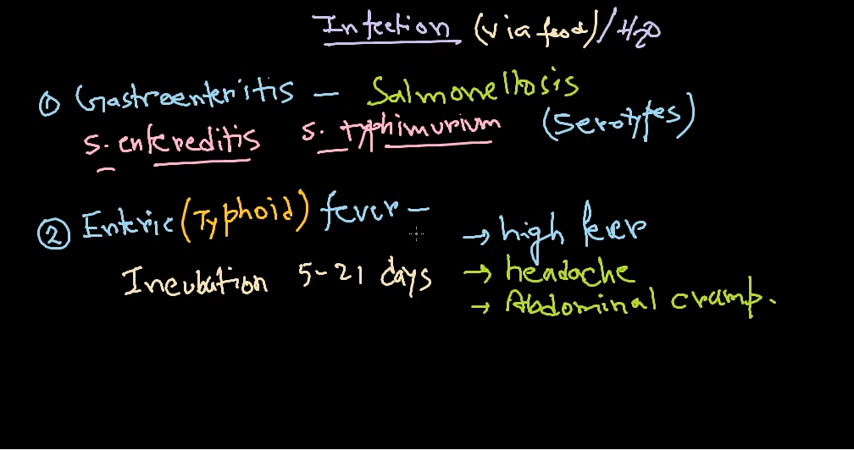 Infection (via food)/H2O
① Gastroenteritis – Salmonellosis
S. entereditis S. typhimurium (Serotypes)
② Enteric (Typhoid) fever –
→ high fever
Incubation 5-21 days
→ headache
→ Abdominal cramp.